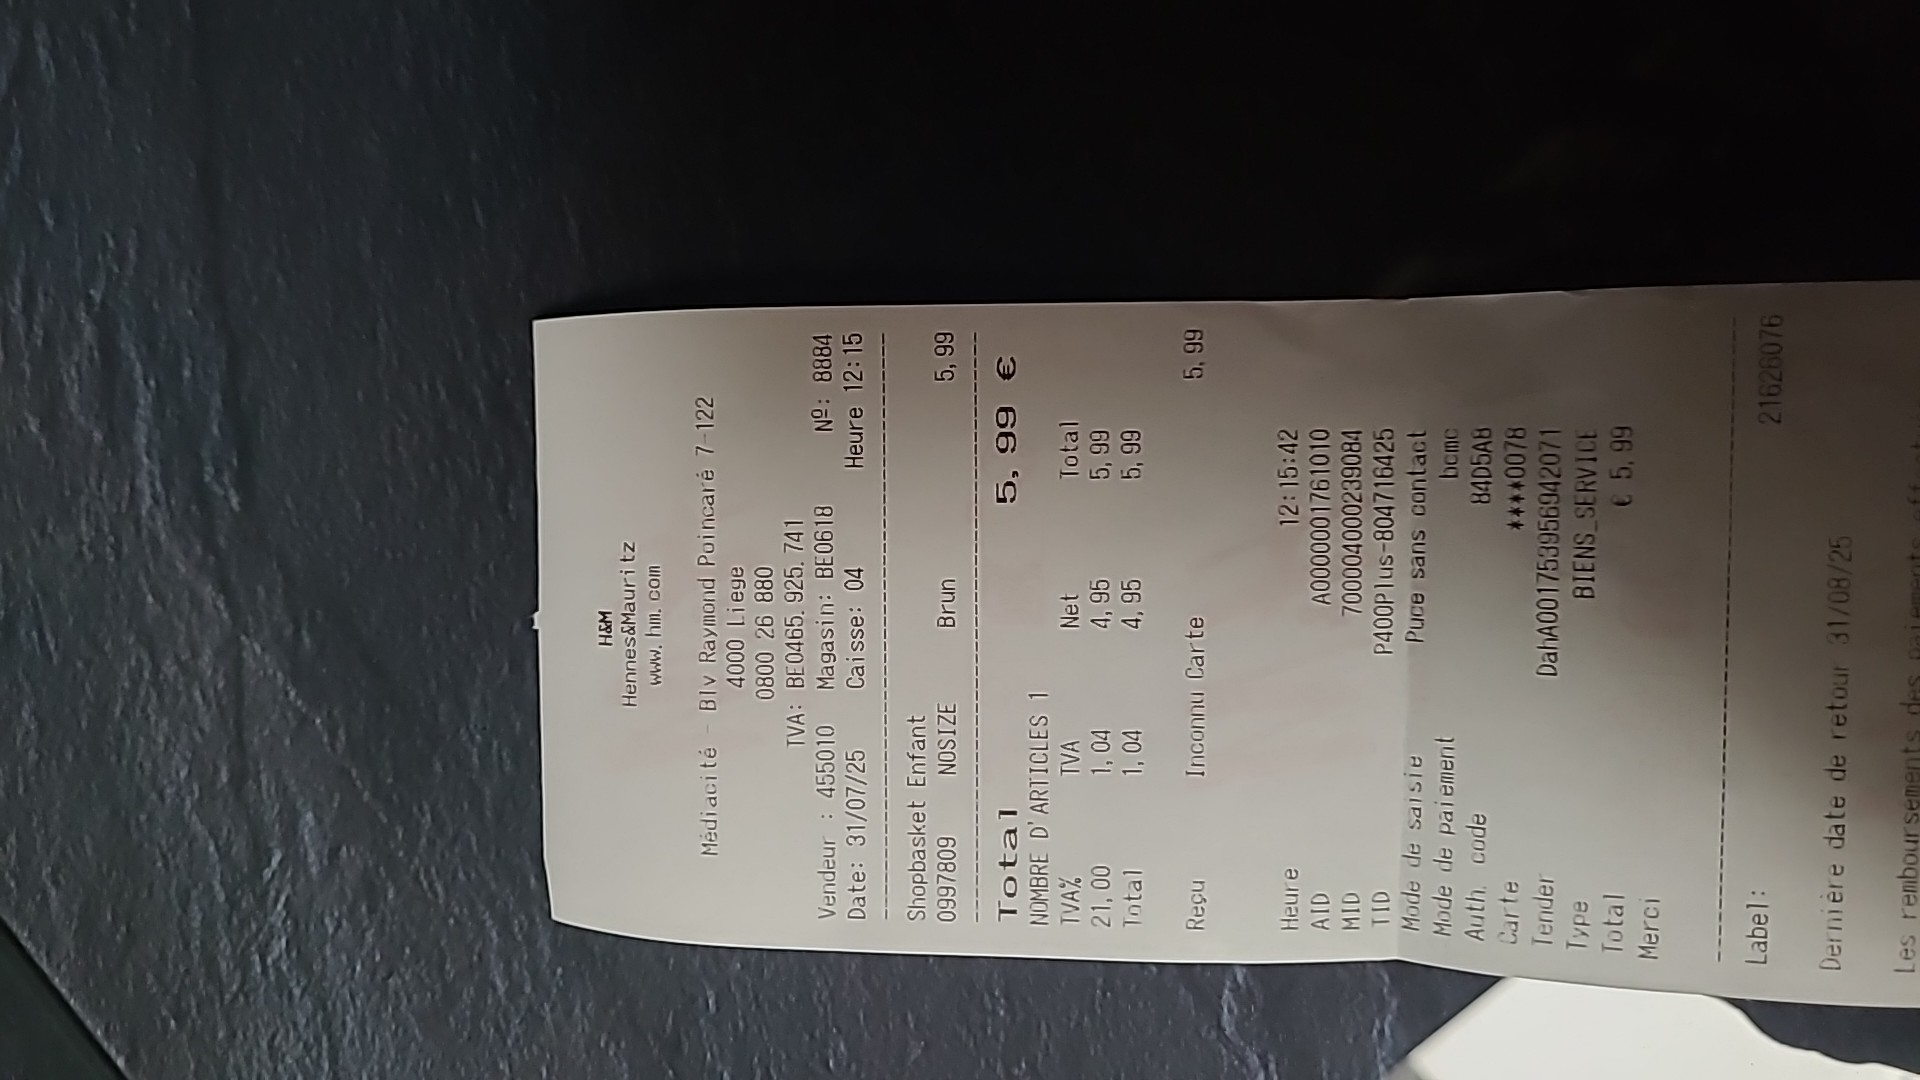 H&M
Hennes&Mauritz
www.hm.com
Médiacité - Blv Raymond Poincaré 7-122
4000 Liege
0800 26 880
TVA: BE0465.925.741
Vendeur : 455010 Magasin: BE0618 Nº: 8884
Date: 31/07/25 Caisse: 04 Heure 12:15
Shopbasket Enfant
0997809 NOSIZE Brun 5,99
Total 5,99 €
NOMBRE D'ARTICLES 1
TVA% TVA Net Total
21,00 1,04 4,95 5,99
Total 1,04 4,95 5,99
Reçu Inconnu Carte 5,99
Heure 12:15:42
AID A0000001761010
MID 7000040002390​84
TID P400Plus-804716425
Mode de saisie Puce sans contact
Mode de paiement bcmc
Auth. code 84D5A8
Carte ****0078
Tender DahA001753956942071
Type BIENS_SERVICE
Total € 5,99
Merci
Label: 21626076
Dernière date de retour 31/08/25
Les remboursements des paiements